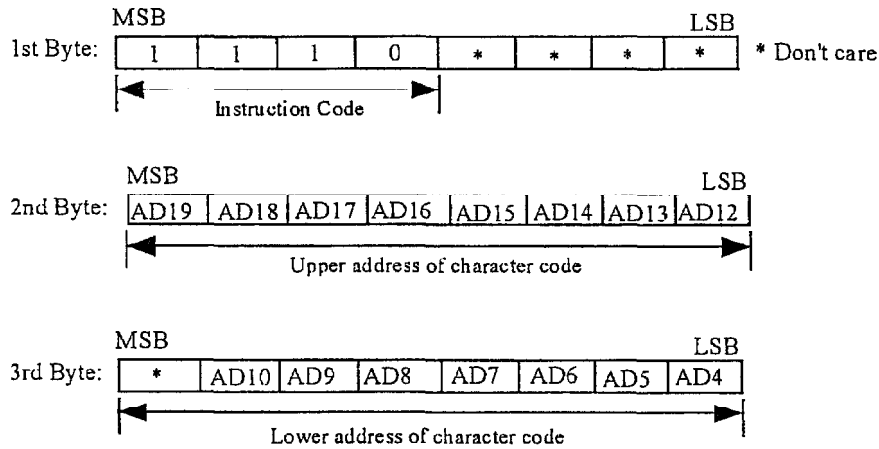 MSB LSB
1st Byte: 1 1 1 0 * * * * * Don't care
Instruction Code
MSB LSB
2nd Byte: AD19 AD18 AD17 AD16 AD15 AD14 AD13 AD12
Upper address of character code
MSB LSB
3rd Byte: * AD10 AD9 AD8 AD7 AD6 AD5 AD4
Lower address of character code